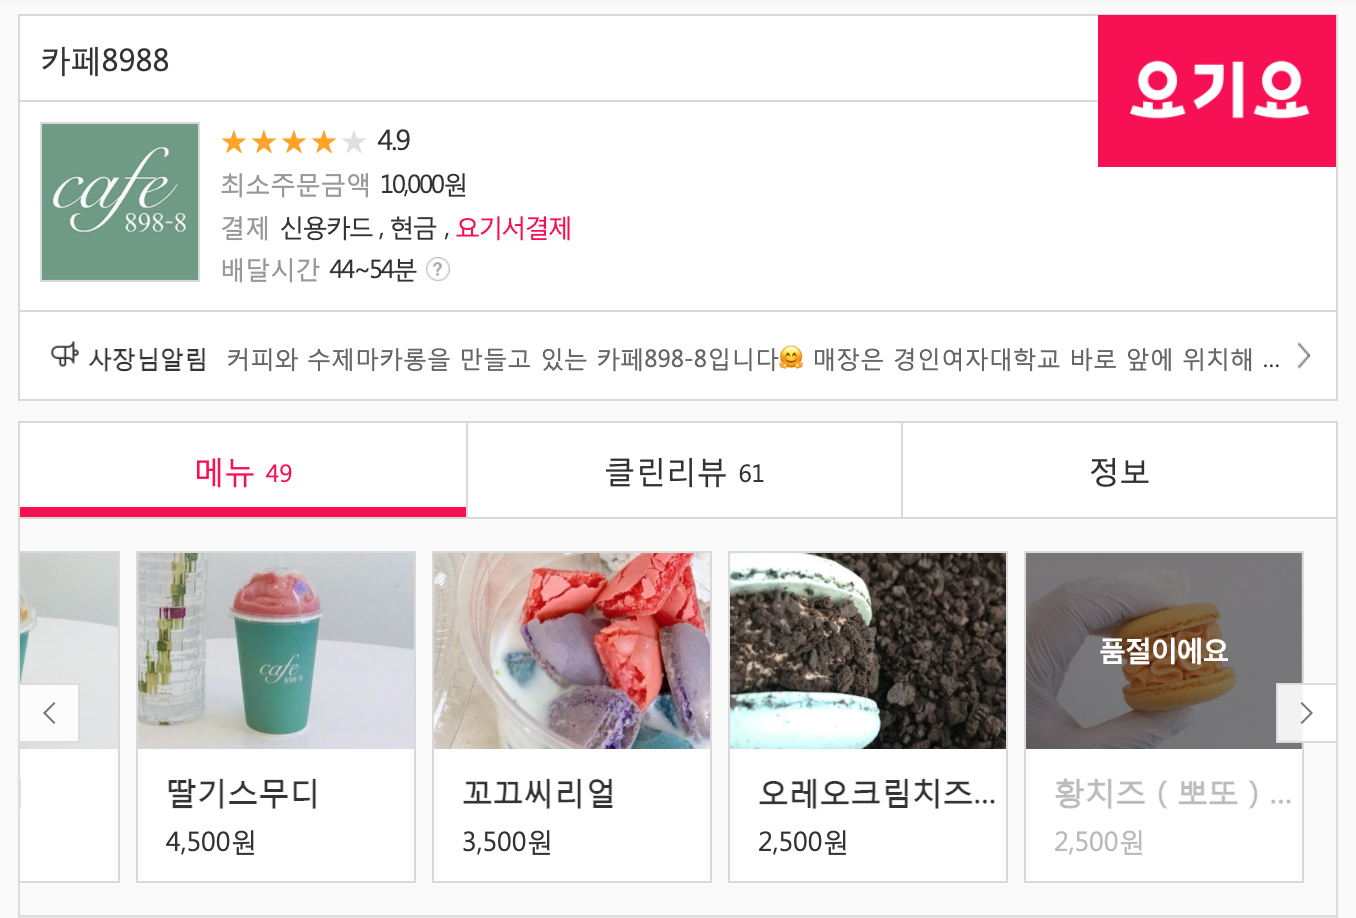 카페8988
요기요
cafe
898-8
4.9
최소주문금액 10,000원
결제 신용카드 , 현금 , 요기서결제
배달시간 44~54분 ?
사장님알림 커피와 수제마카롱을 만들고 있는 카페898-8입니다🤗 매장은 경인여자대학교 바로 앞에 위치해 ...
메뉴 49
클린리뷰 61
정보
cafe
898-8
품절이에요
딸기스무디
4,500원
꼬끄씨리얼
3,500원
오레오크림치즈...
2,500원
황치즈 ( 뽀또 ) ...
2,500원